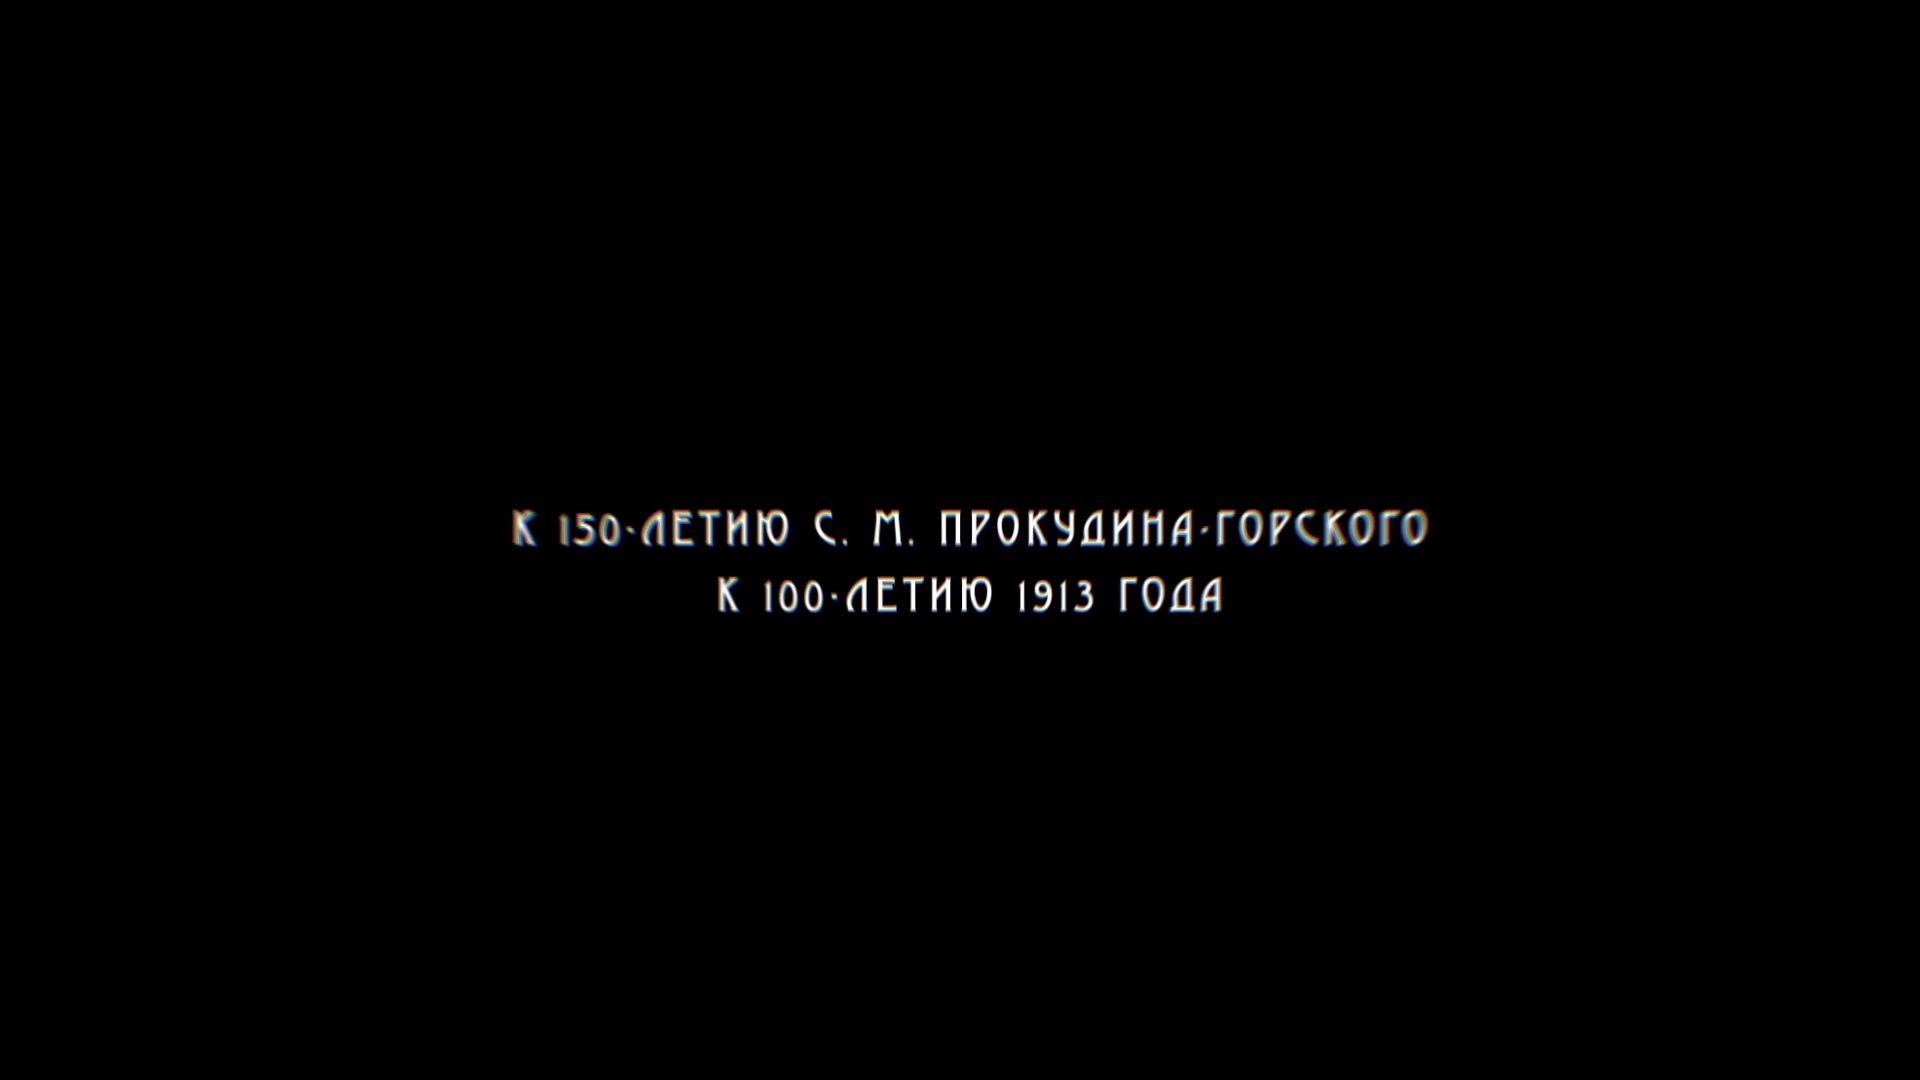 К 150-ЛЕТИЮ С. М. ПРОКУДИНА-ГОРСКОГО
К 100-ЛЕТИЮ 1913 ГОДА